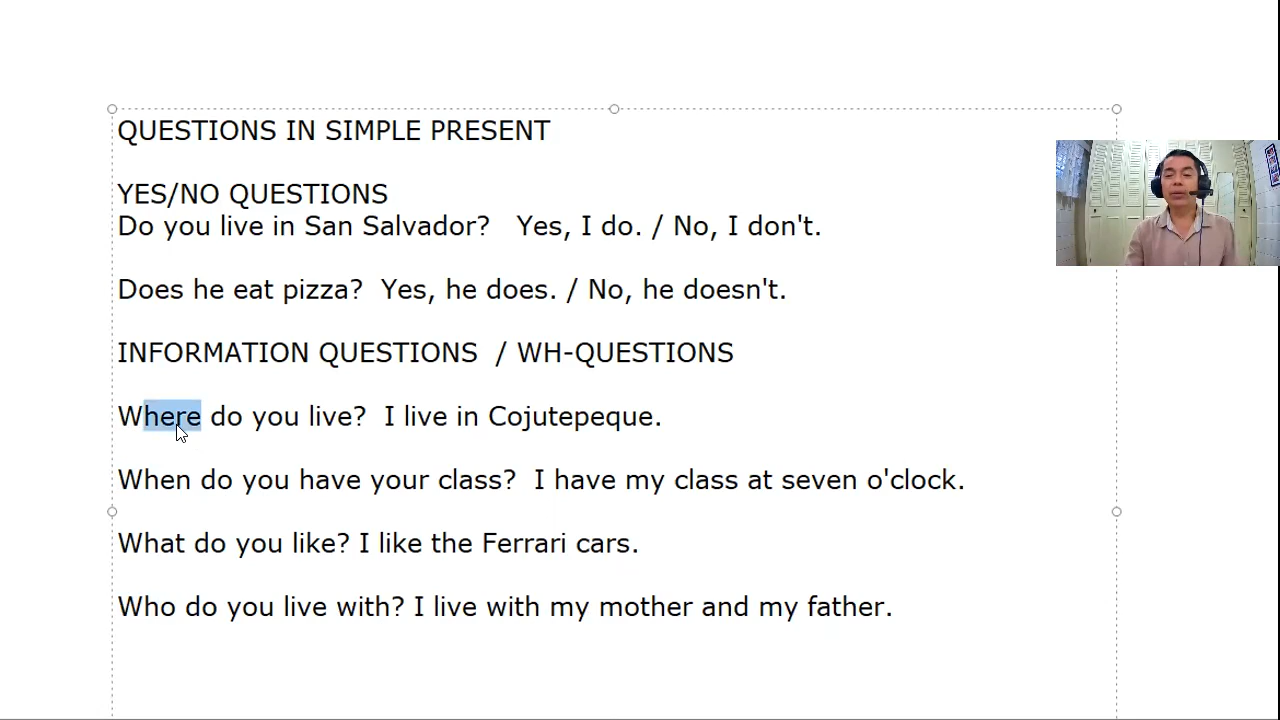 QUESTIONS IN SIMPLE PRESENT
YES/NO QUESTIONS
Do you live in San Salvador? Yes, I do. / No, I don't.
Does he eat pizza? Yes, he does. / No, he doesn't.
INFORMATION QUESTIONS / WH-QUESTIONS
Where do you live? I live in Cojutepeque.
When do you have your class? I have my class at seven o'clock.
What do you like? I like the Ferrari cars.
Who do you live with? I live with my mother and my father.